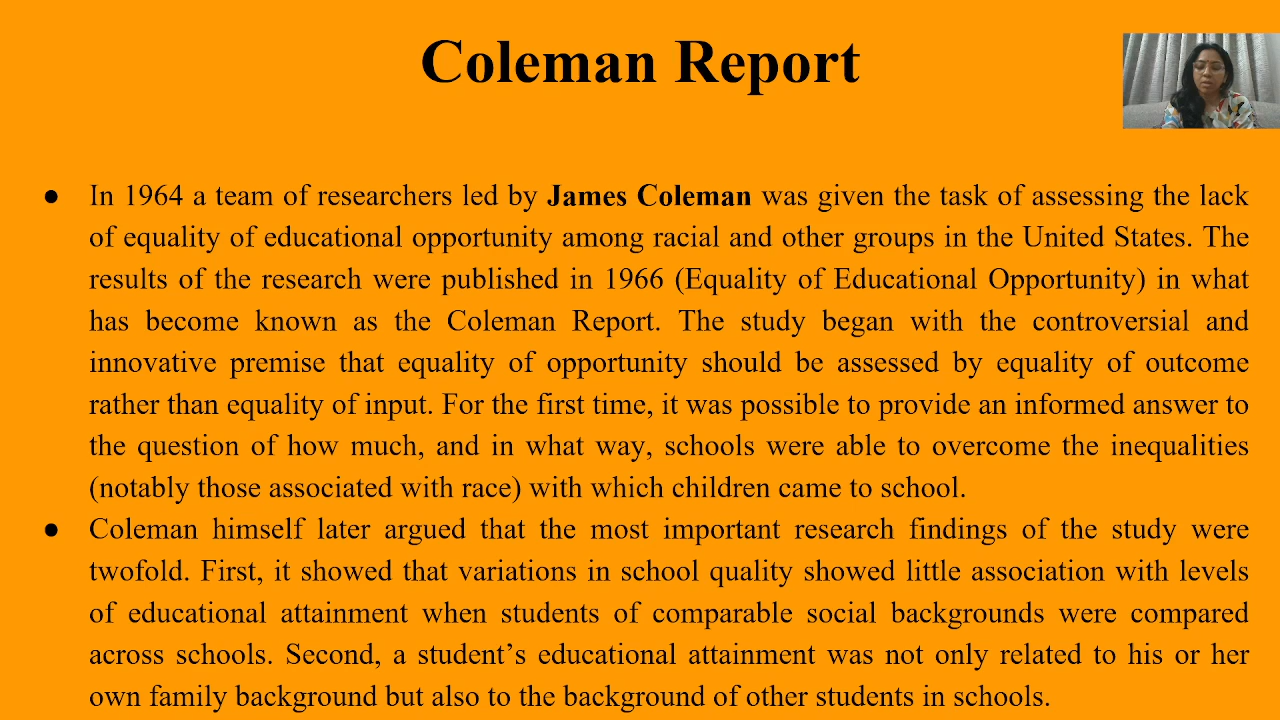 Coleman Report
● In 1964 a team of researchers led by James Coleman was given the task of assessing the lack
of equality of educational opportunity among racial and other groups in the United States. The
results of the research were published in 1966 (Equality of Educational Opportunity) in what
has become known as the Coleman Report. The study began with the controversial and
innovative premise that equality of opportunity should be assessed by equality of outcome
rather than equality of input. For the first time, it was possible to provide an informed answer to
the question of how much, and in what way, schools were able to overcome the inequalities
(notably those associated with race) with which children came to school.
● Coleman himself later argued that the most important research findings of the study were
twofold. First, it showed that variations in school quality showed little association with levels
of educational attainment when students of comparable social backgrounds were compared
across schools. Second, a student’s educational attainment was not only related to his or her
own family background but also to the background of other students in schools.